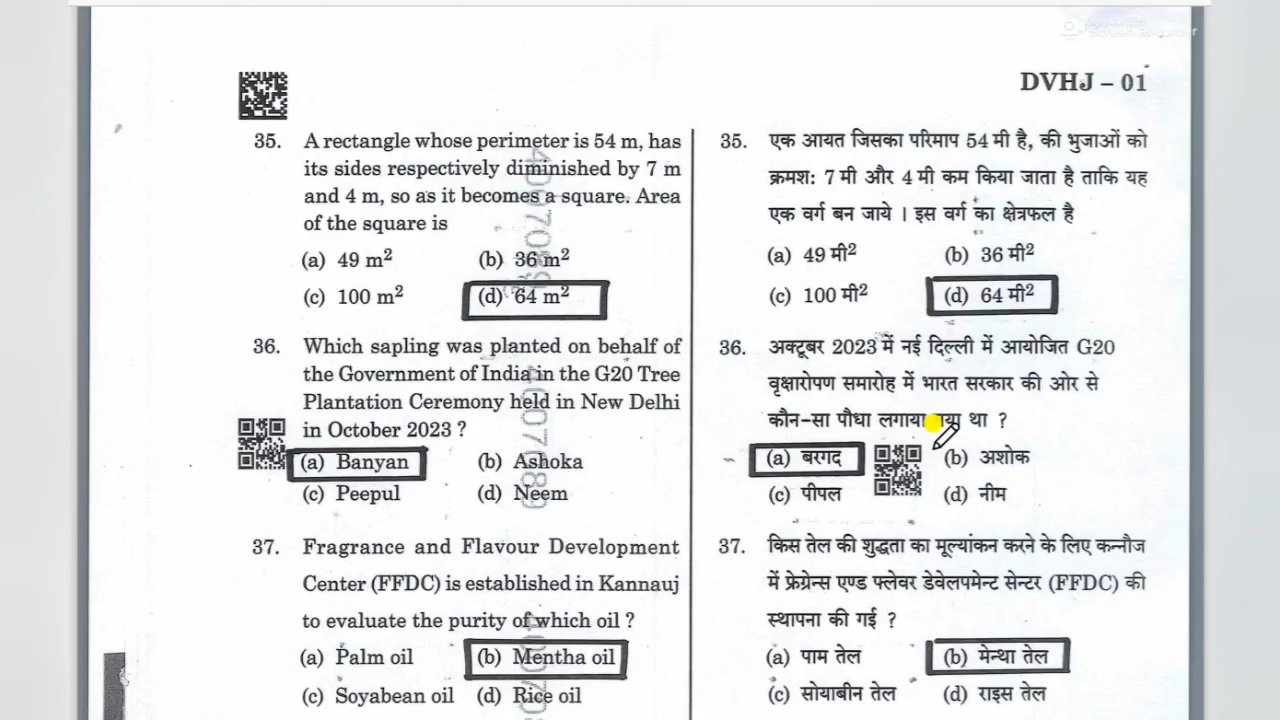 DVHJ – 01
35. A rectangle whose perimeter is 54 m, has
its sides respectively diminished by 7 m
and 4 m, so as it becomes a square. Area
of the square is
(a) 49 m² (b) 36 m²
(c) 100 m² (d) 64 m²
36. Which sapling was planted on behalf of
the Government of India in the G20 Tree
Plantation Ceremony held in New Delhi
in October 2023 ?
(a) Banyan (b) Ashoka
(c) Peepul (d) Neem
37. Fragrance and Flavour Development
Center (FFDC) is established in Kannauj
to evaluate the purity of which oil ?
(a) Palm oil (b) Mentha oil
(c) Soyabean oil (d) Rice oil
35. एक आयत जिसका परिमाप 54 मी है, की भुजाओं को
क्रमश: 7 मी और 4 मी कम किया जाता है ताकि यह
एक वर्ग बन जाये । इस वर्ग का क्षेत्रफल है
(a) 49 मी² (b) 36 मी²
(c) 100 मी² (d) 64 मी²
36. अक्टूबर 2023 में नई दिल्ली में आयोजित G20
वृक्षारोपण समारोह में भारत सरकार की ओर से
कौन-सा पौधा लगाया गया था ?
(a) बरगद (b) अशोक
(c) पीपल (d) नीम
37. किस तेल की शुद्धता का मूल्यांकन करने के लिए कन्नौज
में फ्रेग्रेन्स एण्ड फ्लेवर डेवेलपमेन्ट सेन्टर (FFDC) की
स्थापना की गई ?
(a) पाम तेल (b) मेन्था तेल
(c) सोयाबीन तेल (d) राइस तेल